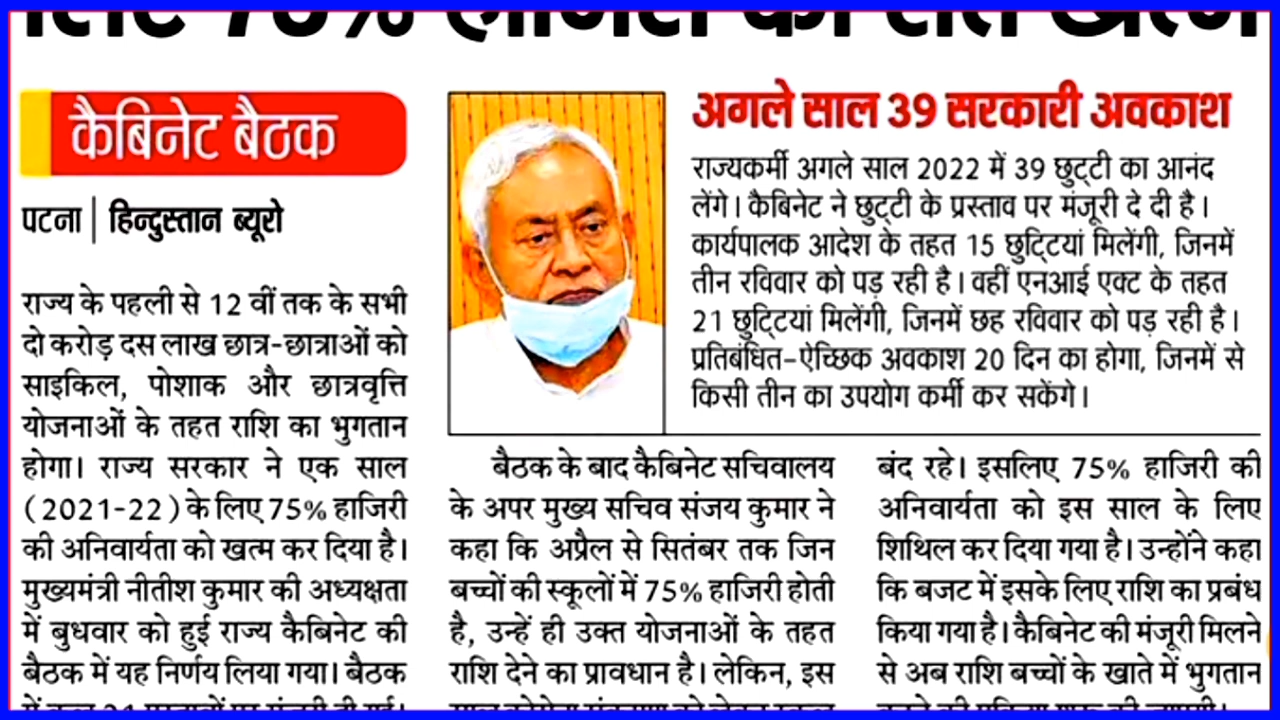 कैबिनेट बैठक
पटना | हिन्दुस्तान ब्यूरो
राज्य के पहली से 12 वीं तक के सभी
दो करोड़ दस लाख छात्र-छात्राओं को
साइकिल, पोशाक और छात्रवृत्ति
योजनाओं के तहत राशि का भुगतान
होगा। राज्य सरकार ने एक साल
(2021-22) के लिए 75% हाजिरी
की अनिवार्यता को खत्म कर दिया है।
मुख्यमंत्री नीतीश कुमार की अध्यक्षता
में बुधवार को हुई राज्य कैबिनेट की
बैठक में यह निर्णय लिया गया। बैठक
अगले साल 39 सरकारी अवकाश
राज्यकर्मी अगले साल 2022 में 39 छुट्टी का आनंद
लेंगे। कैबिनेट ने छुट्टी के प्रस्ताव पर मंजूरी दे दी है।
कार्यपालक आदेश के तहत 15 छुट्टियां मिलेंगी, जिनमें
तीन रविवार को पड़ रही है। वहीं एनआई एक्ट के तहत
21 छुट्टियां मिलेंगी, जिनमें छह रविवार को पड़ रही है।
प्रतिबंधित-ऐच्छिक अवकाश 20 दिन का होगा, जिनमें से
किसी तीन का उपयोग कर्मी कर सकेंगे।
बैठक के बाद कैबिनेट सचिवालय
के अपर मुख्य सचिव संजय कुमार ने
कहा कि अप्रैल से सितंबर तक जिन
बच्चों की स्कूलों में 75% हाजिरी होती
है, उन्हें ही उक्त योजनाओं के तहत
राशि देने का प्रावधान है। लेकिन, इस
बंद रहे। इसलिए 75% हाजिरी की
अनिवार्यता को इस साल के लिए
शिथिल कर दिया गया है। उन्होंने कहा
कि बजट में इसके लिए राशि का प्रबंध
किया गया है। कैबिनेट की मंजूरी मिलने
से अब राशि बच्चों के खाते में भुगतान